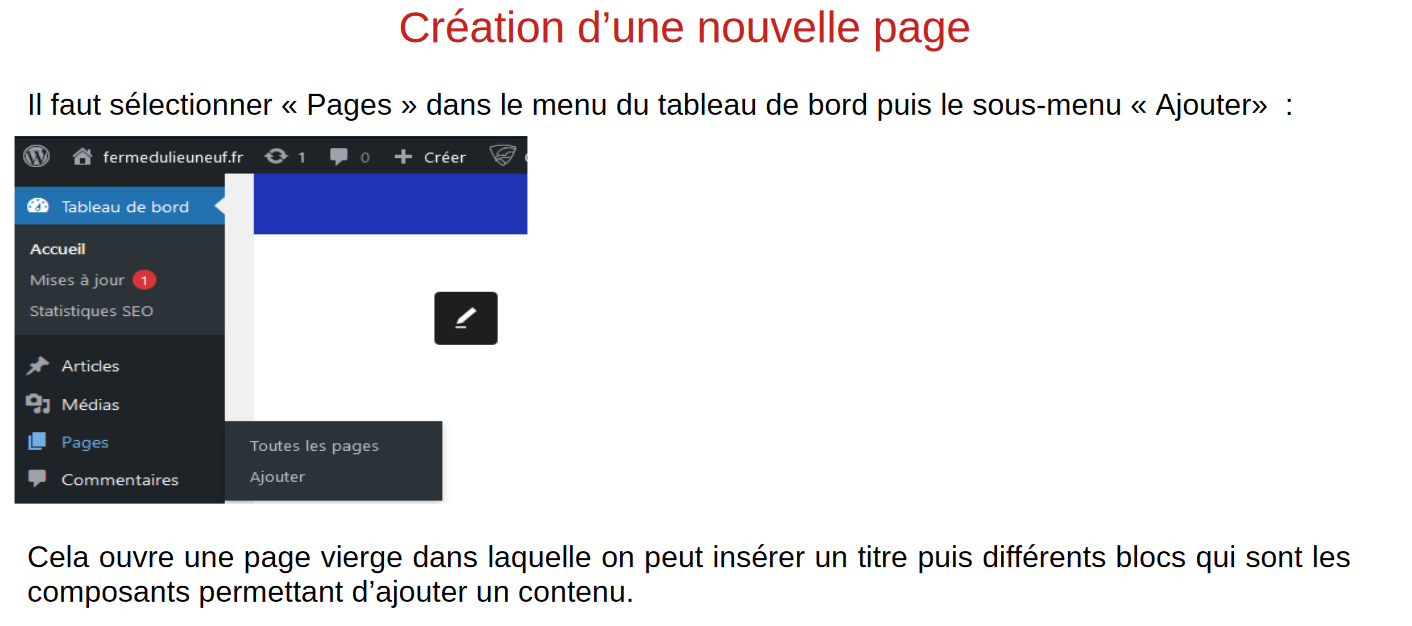 Création d’une nouvelle page
Il faut sélectionner « Pages » dans le menu du tableau de bord puis le sous-menu « Ajouter»  :
fermedulieuneuf.fr 1 0 + Créer
Tableau de bord
Accueil
Mises à jour 1
Statistiques SEO
Articles
Médias
Pages
Toutes les pages
Ajouter
Commentaires
Cela ouvre une page vierge dans laquelle on peut insérer un titre puis différents blocs qui sont les
composants permettant d’ajouter un contenu.